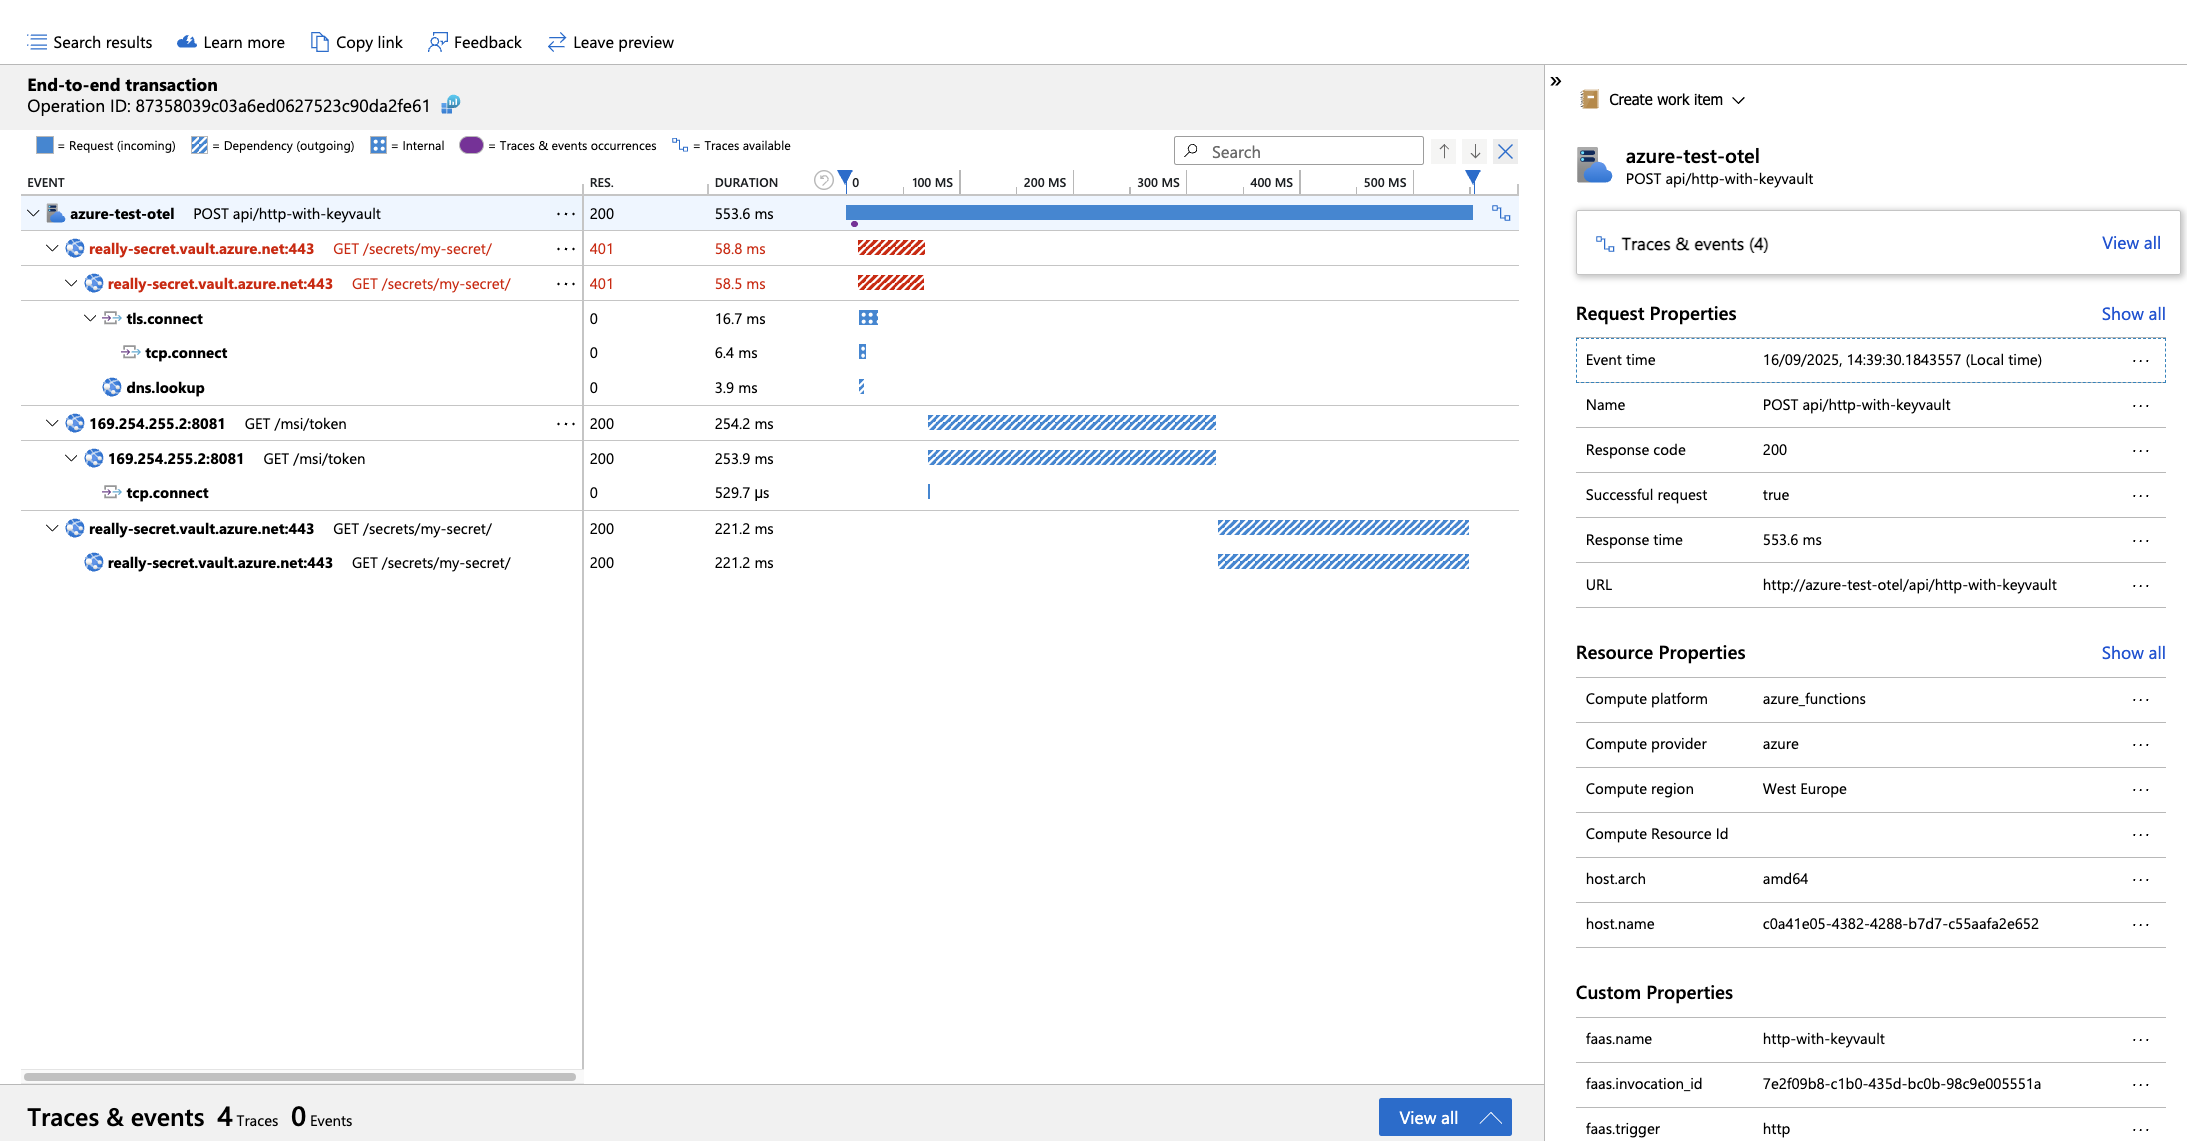 Search results Learn more Copy link Feedback Leave preview
End-to-end transaction
Operation ID: 87358039c03a6ed0627523c90da2fe61
= Request (incoming) = Dependency (outgoing) = Internal = Traces & events occurrences = Traces available
Search
EVENT RES. DURATION 0 100 MS 200 MS 300 MS 400 MS 500 MS
azure-test-otel POST api/http-with-keyvault ... 200 553.6 ms
really-secret.vault.azure.net:443 GET /secrets/my-secret/ ... 401 58.8 ms
really-secret.vault.azure.net:443 GET /secrets/my-secret/ ... 401 58.5 ms
tls.connect 0 16.7 ms
tcp.connect 0 6.4 ms
dns.lookup 0 3.9 ms
169.254.255.2:8081 GET /msi/token ... 200 254.2 ms
169.254.255.2:8081 GET /msi/token 200 253.9 ms
tcp.connect 0 529.7 µs
really-secret.vault.azure.net:443 GET /secrets/my-secret/ 200 221.2 ms
really-secret.vault.azure.net:443 GET /secrets/my-secret/ 200 221.2 ms
Traces & events 4 Traces 0 Events
View all
Create work item
azure-test-otel
POST api/http-with-keyvault
Traces & events (4) View all
Request Properties Show all
Event time 16/09/2025, 14:39:30.1843557 (Local time) ...
Name POST api/http-with-keyvault ...
Response code 200 ...
Successful request true ...
Response time 553.6 ms ...
URL http://azure-test-otel/api/http-with-keyvault ...
Resource Properties Show all
Compute platform azure_functions ...
Compute provider azure ...
Compute region West Europe ...
Compute Resource Id ...
host.arch amd64 ...
host.name c0a41e05-4382-4288-b7d7-c55aafa2e652 ...
Custom Properties
faas.name http-with-keyvault ...
faas.invocation_id 7e2f09b8-c1b0-435d-bc0b-98c9e005551a ...
faas.trigger http ...